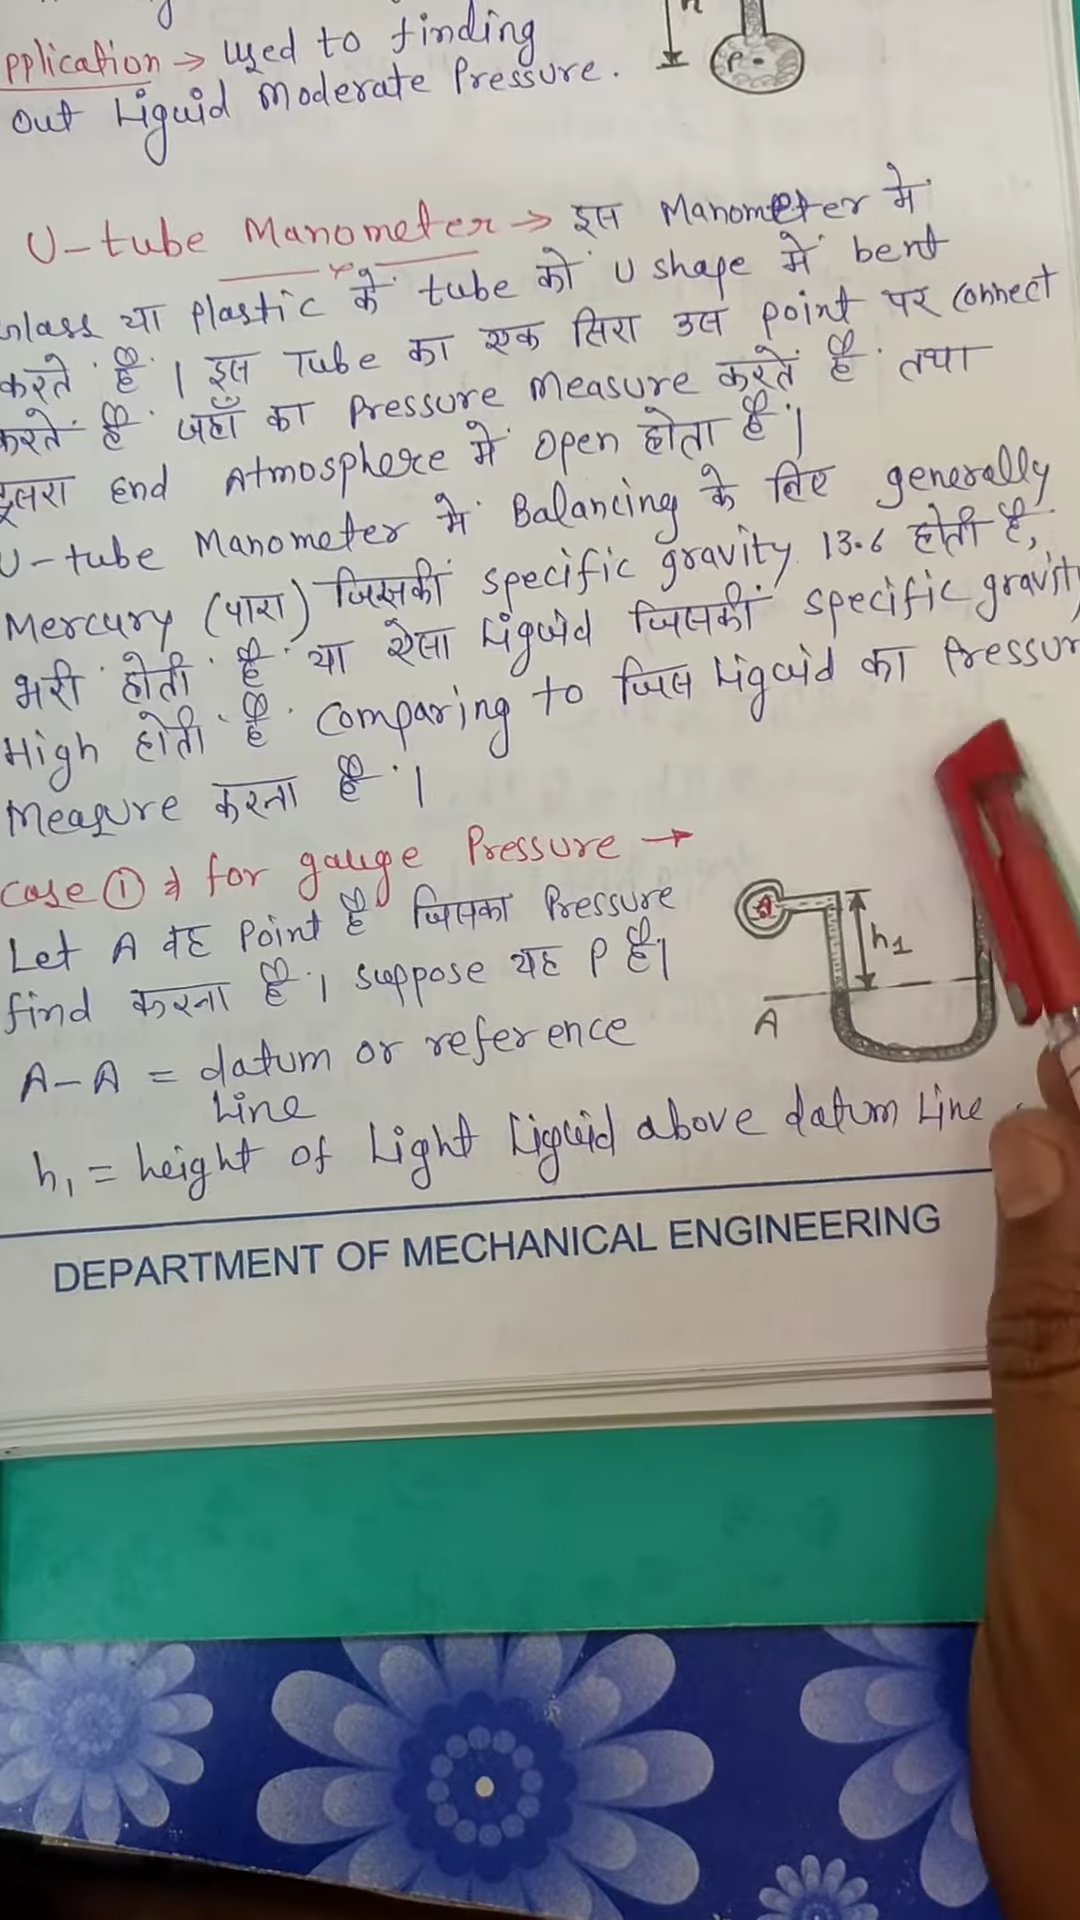 pplication → used to finding
out Liquid Moderate Pressure.
h
P
U-tube Manometer → इस Manometer में
Glass या Plastic के tube को U shape में bent
करते हैं। इस Tube का एक सिरा उस point पर connect
करते हैं जहाँ का Pressure measure करते हैं तथा
दूसरा end Atmosphere में open होता है।
U-tube Manometer में Balancing के लिए generally
Mercury (पारा) जिसकी specific gravity 13.6 होती है,
भरी होती है या ऐसा Liquid जिसकी specific gravity
High होती है comparing to जिस Liquid का Pressur
Measure करना है।
Case ① ⇒ for gauge Pressure →
Let A वह Point है जिसका Pressure
find करना है। suppose यह P है।
A
h1
A
A-A = datum or reference
Line
h₁ = height of Light Liquid above datum Line
DEPARTMENT OF MECHANICAL ENGINEERING